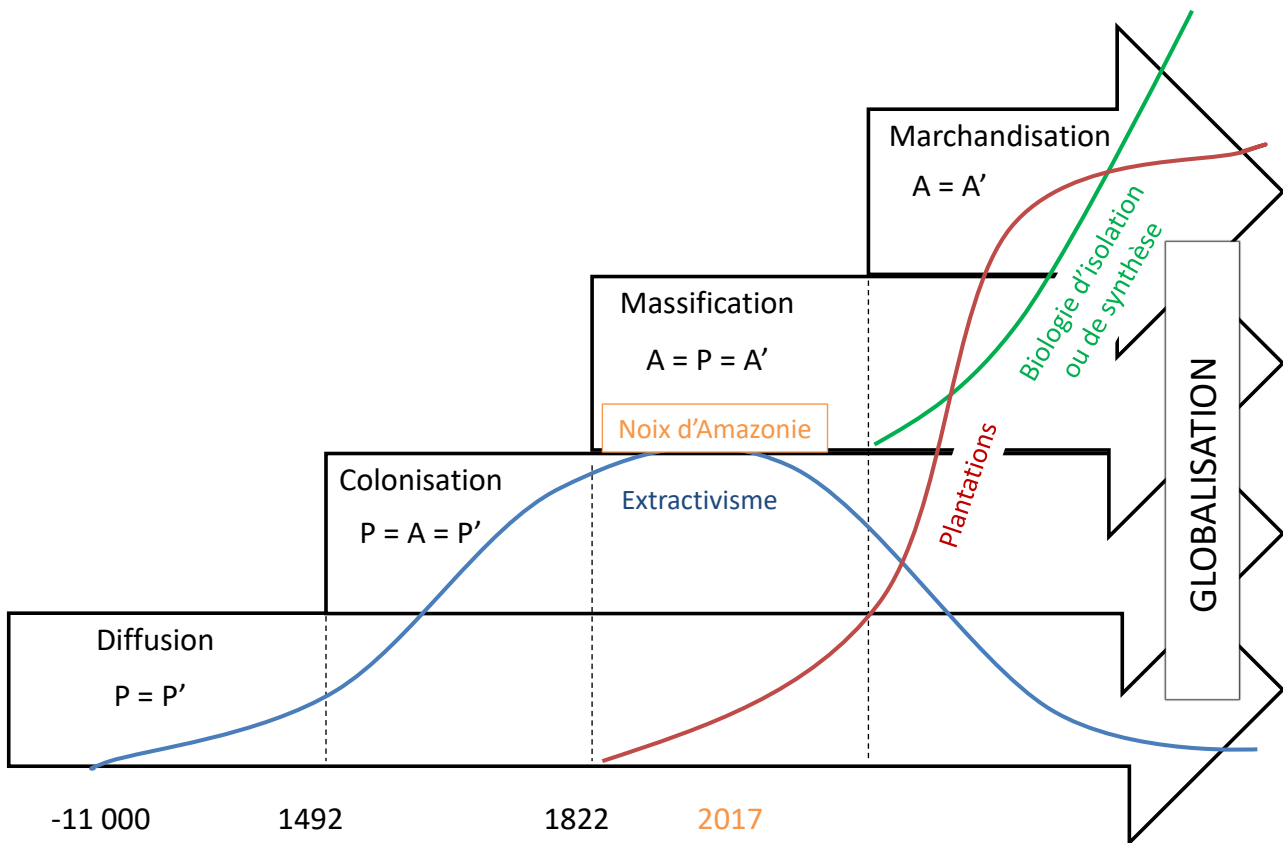 Marchandisation
A = A’
Biologie d’isolation
ou de synthèse
Massification
A = P = A’
Noix d’Amazonie
Plantations
GLOBALISATION
Colonisation
P = A = P’
Extractivisme
Diffusion
P = P’
-11 000
1492
1822
2017